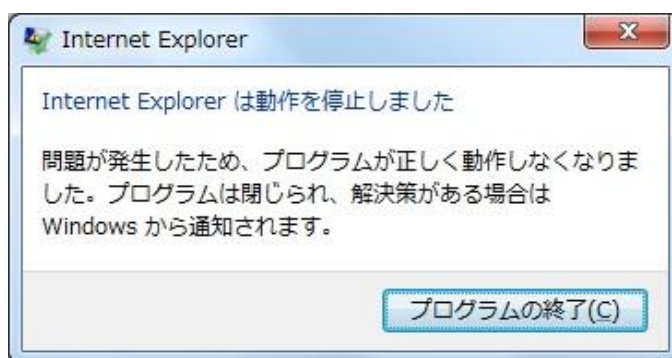 Internet Explorer
Internet Explorer は動作を停止しました
問題が発生したため、プログラムが正しく動作しなくなりま
した。プログラムは閉じられ、解決策がある場合は
Windows から通知されます。
プログラムの終了(C)